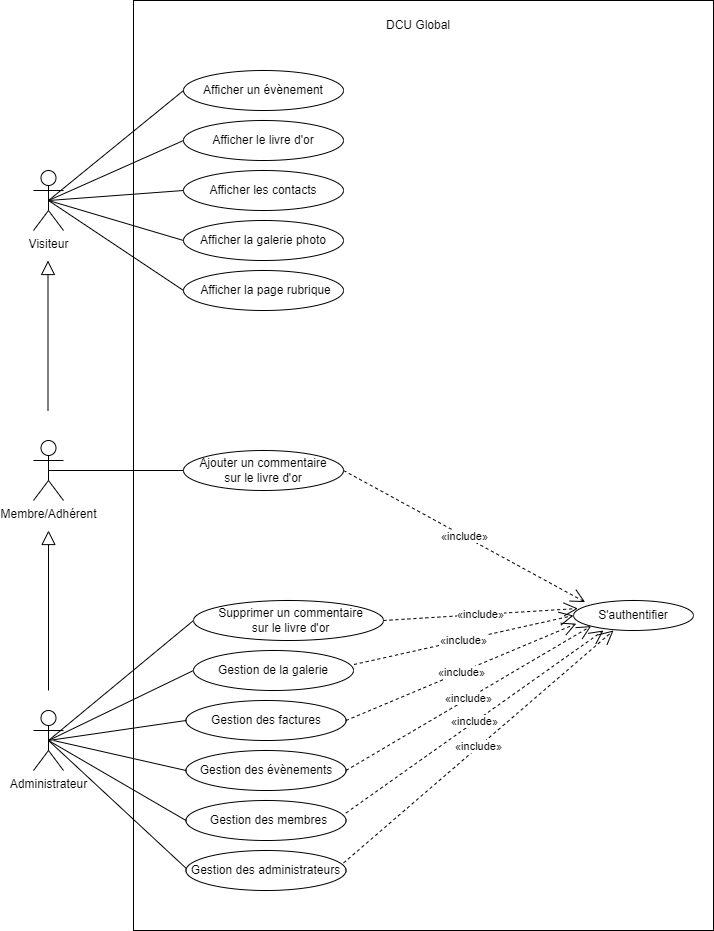 DCU Global
Afficher un évènement
Afficher le livre d'or
Afficher les contacts
Visiteur
Afficher la galerie photo
Afficher la page rubrique
Ajouter un commentaire
sur le livre d'or
Membre/Adhérent
«include»
Supprimer un commentaire
sur le livre d'or
«include»
S'authentifier
Gestion de la galerie
«include»
«include»
Gestion des factures
«include»
«include»
Gestion des évènements
«include»
Administrateur
Gestion des membres
Gestion des administrateurs